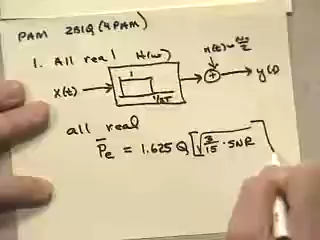 PAM 2B1Q (4PAM)
1. All real H(ω) n(t) ~ N₀/2
1
x(t) 1/2T + y(t)
all real
P̄e = 1.625 Q [√(3/15 · SNR)]